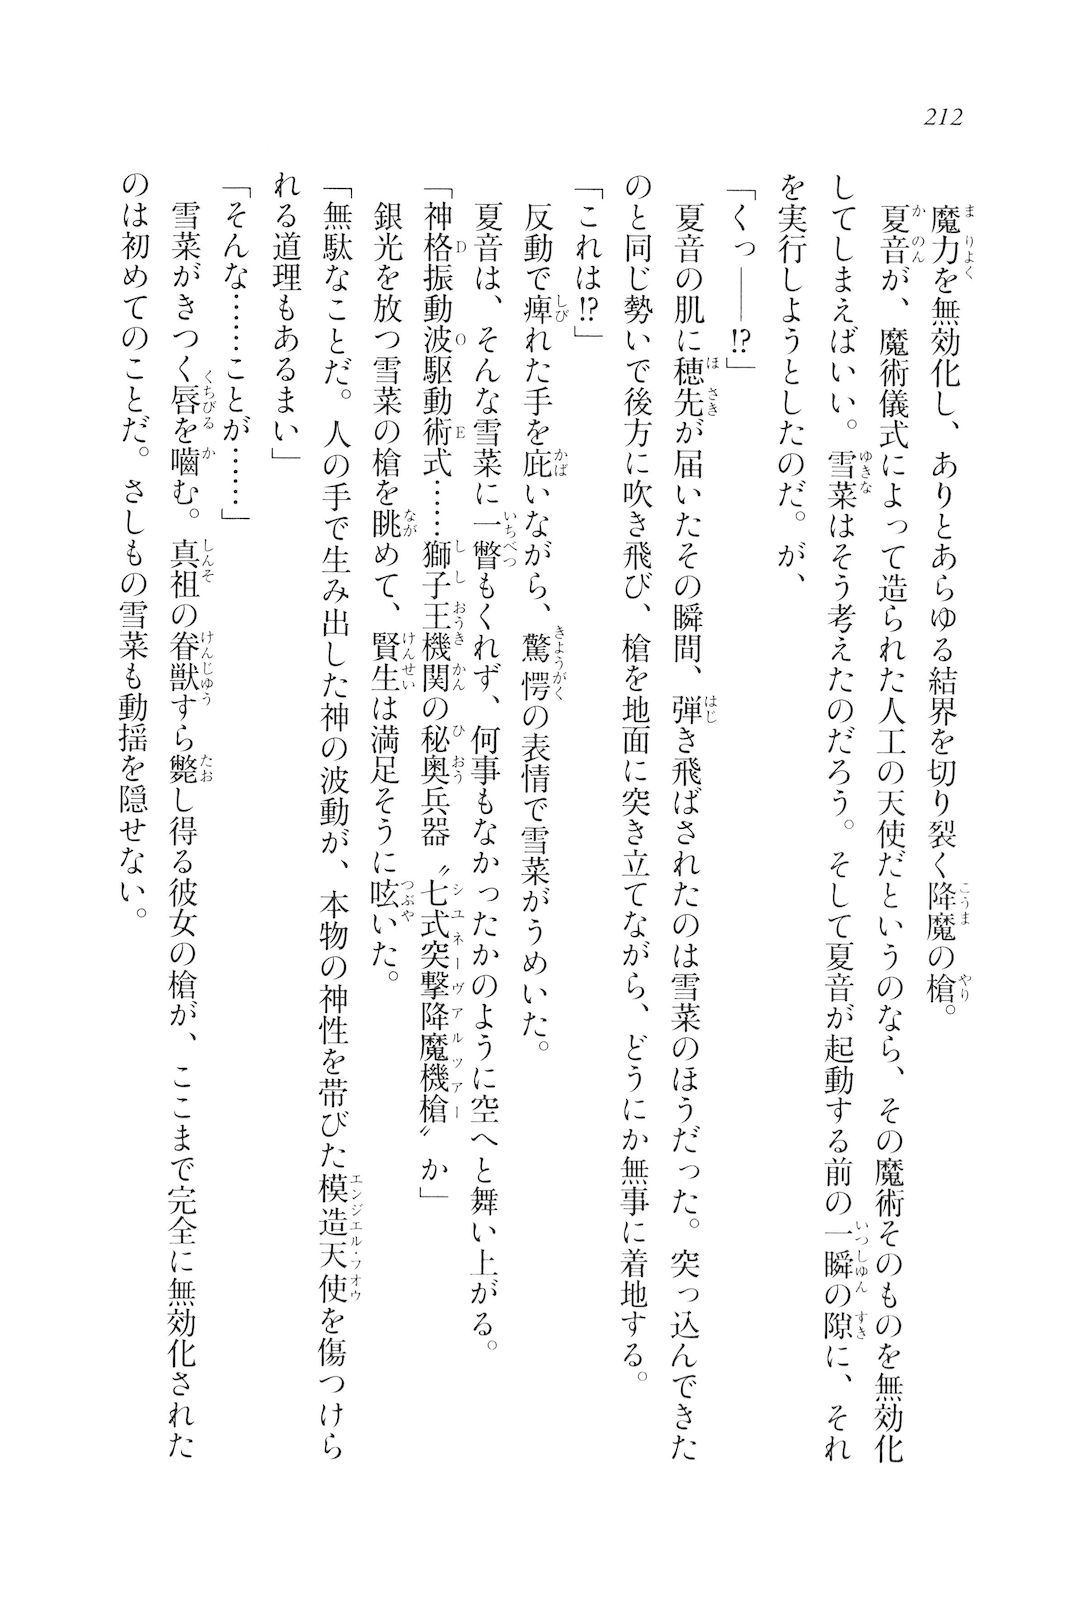 212
魔力を無効化し、ありとあらゆる結界を切り裂く降魔の槍。
夏音が、魔術儀式によって造られた人工の天使だというのなら、その魔術そのものを無効化
してしまえばいい。雪菜はそう考えたのだろう。そして夏音が起動する前の一瞬の隙に、それ
を実行しようとしたのだ。が、
「くっ――!?」
夏音の肌に穂先が届いたその瞬間、弾き飛ばされたのは雪菜のほうだった。突っ込んできた
のと同じ勢いで後方に吹き飛び、槍を地面に突き立てながら、どうにか無事に着地する。
「これは!?」
反動で痺れた手を庇いながら、驚愕の表情で雪菜がうめいた。
夏音は、そんな雪菜に一瞥もくれず、何事もなかったかのように空へと舞い上がる。
「神格振動波駆動術式……獅子王機関の秘奥兵器〝七式突撃降魔機槍〟か」
銀光を放つ雪菜の槍を眺めて、賢生は満足そうに呟いた。
「無駄なことだ。人の手で生み出した神の波動が、本物の神性を帯びた模造天使を傷つけら
れる道理もあるまい」
「そんな……ことが……」
雪菜がきつく唇を嚙む。真祖の眷獣すら斃し得る彼女の槍が、ここまで完全に無効化された
のは初めてのことだ。さしもの雪菜も動揺を隠せない。